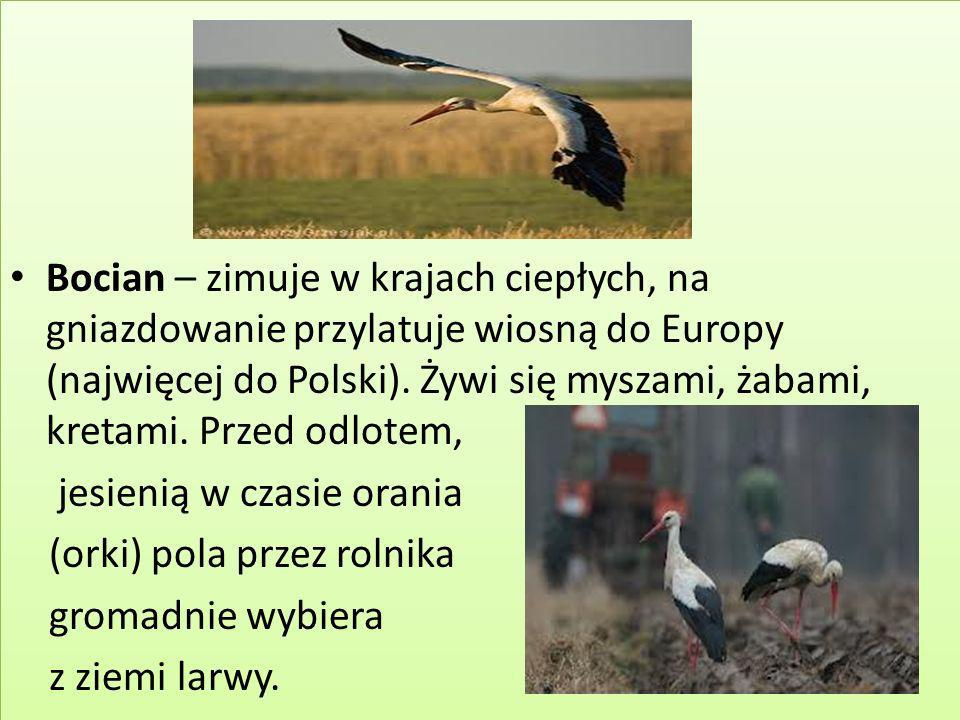 © www.JerzyGrzesiak.pl
• Bocian – zimuje w krajach ciepłych, na
gniazdowanie przylatuje wiosną do Europy
(najwięcej do Polski). Żywi się myszami, żabami,
kretami. Przed odlotem,
jesienią w czasie orania
(orki) pola przez rolnika
gromadnie wybiera
z ziemi larwy.